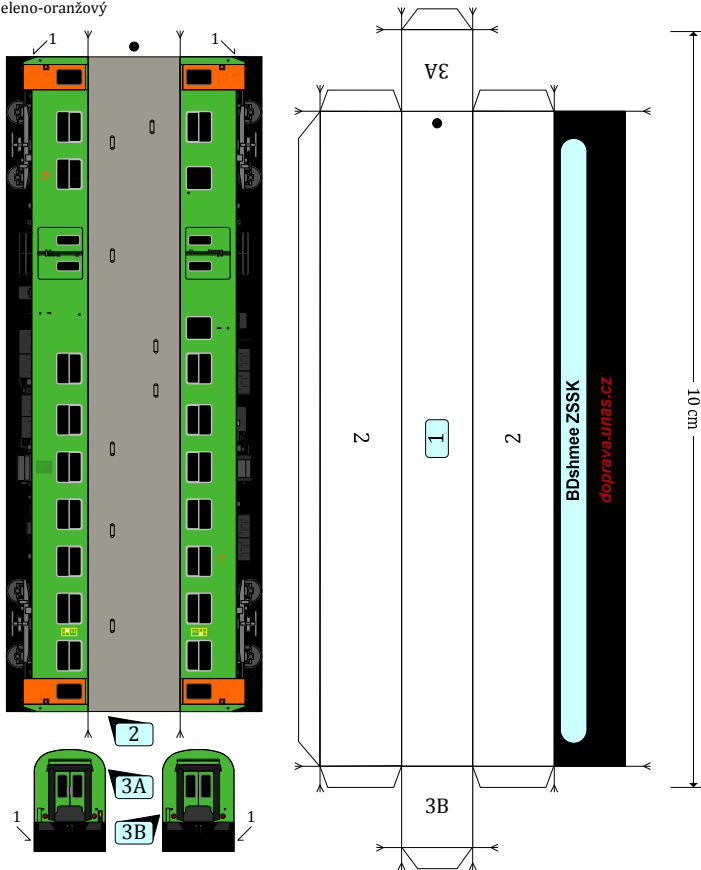 eleno-oranžový
1
1
3A
2
1
2
BDshmee ZSSK
doprava.unas.cz
10 cm
2
3A
3B
1
1
3B